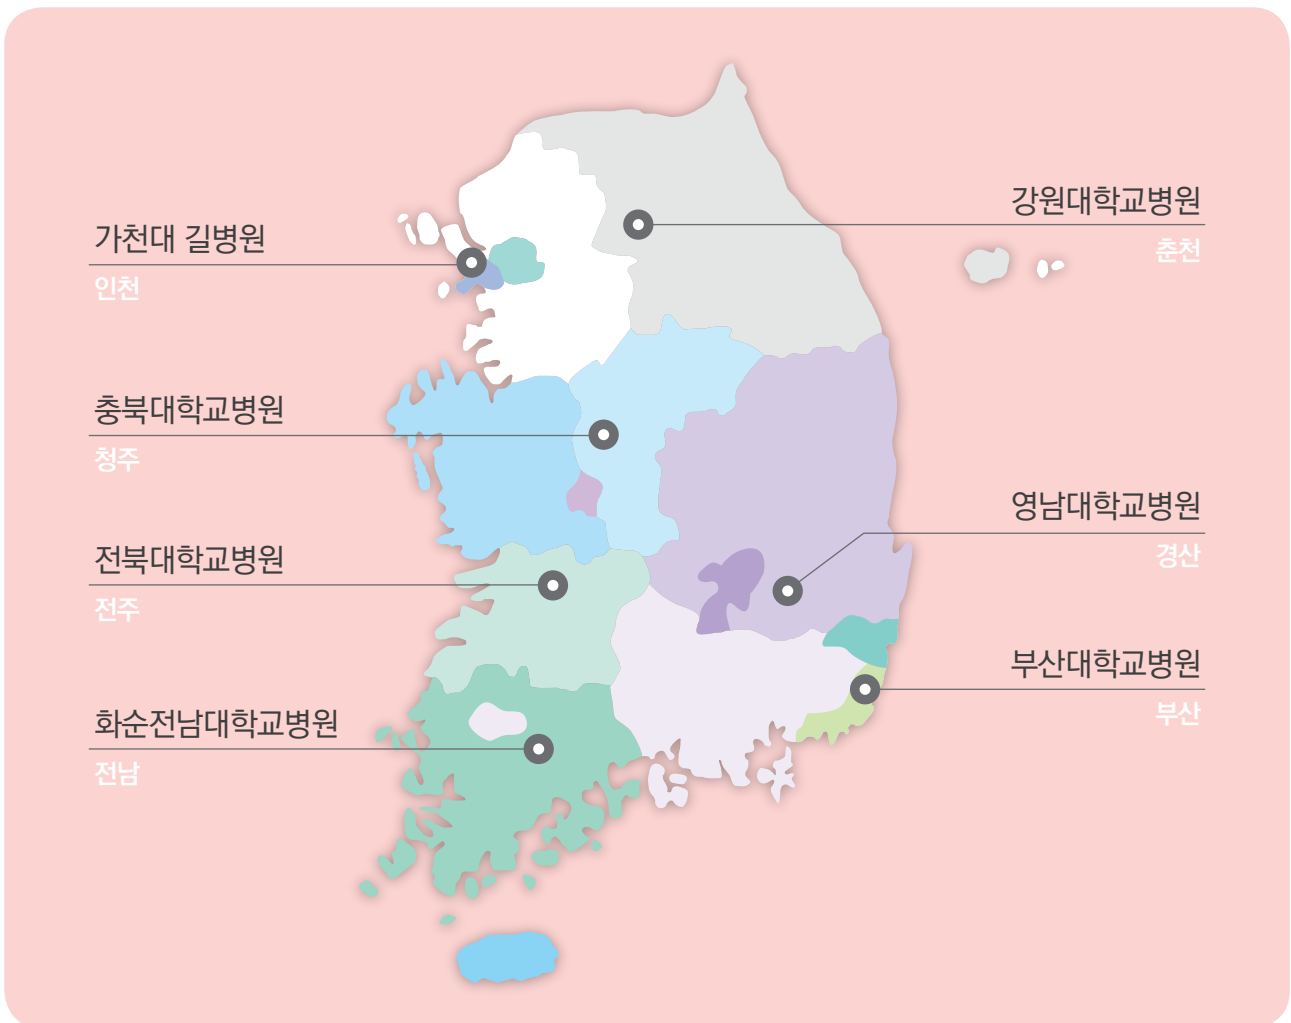 가천대 길병원
인천
충북대학교병원
청주
전북대학교병원
전주
화순전남대학교병원
전남
강원대학교병원
춘천
영남대학교병원
경산
부산대학교병원
부산